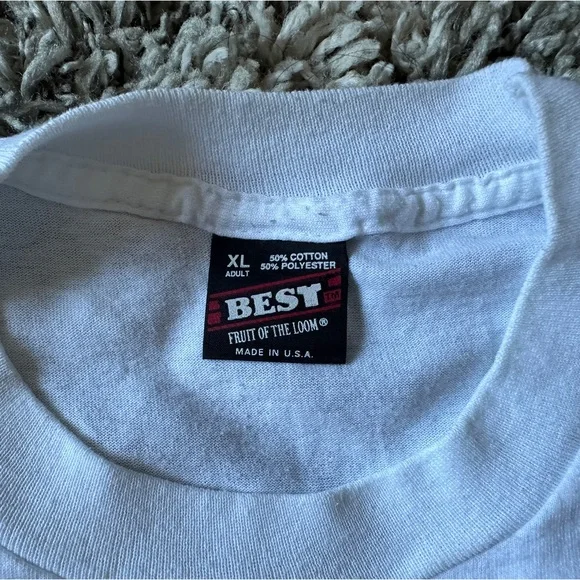 XL
ADULT
50% COTTON
50% POLYESTER
BEST
FRUIT OF THE LOOM®
MADE IN U.S.A.